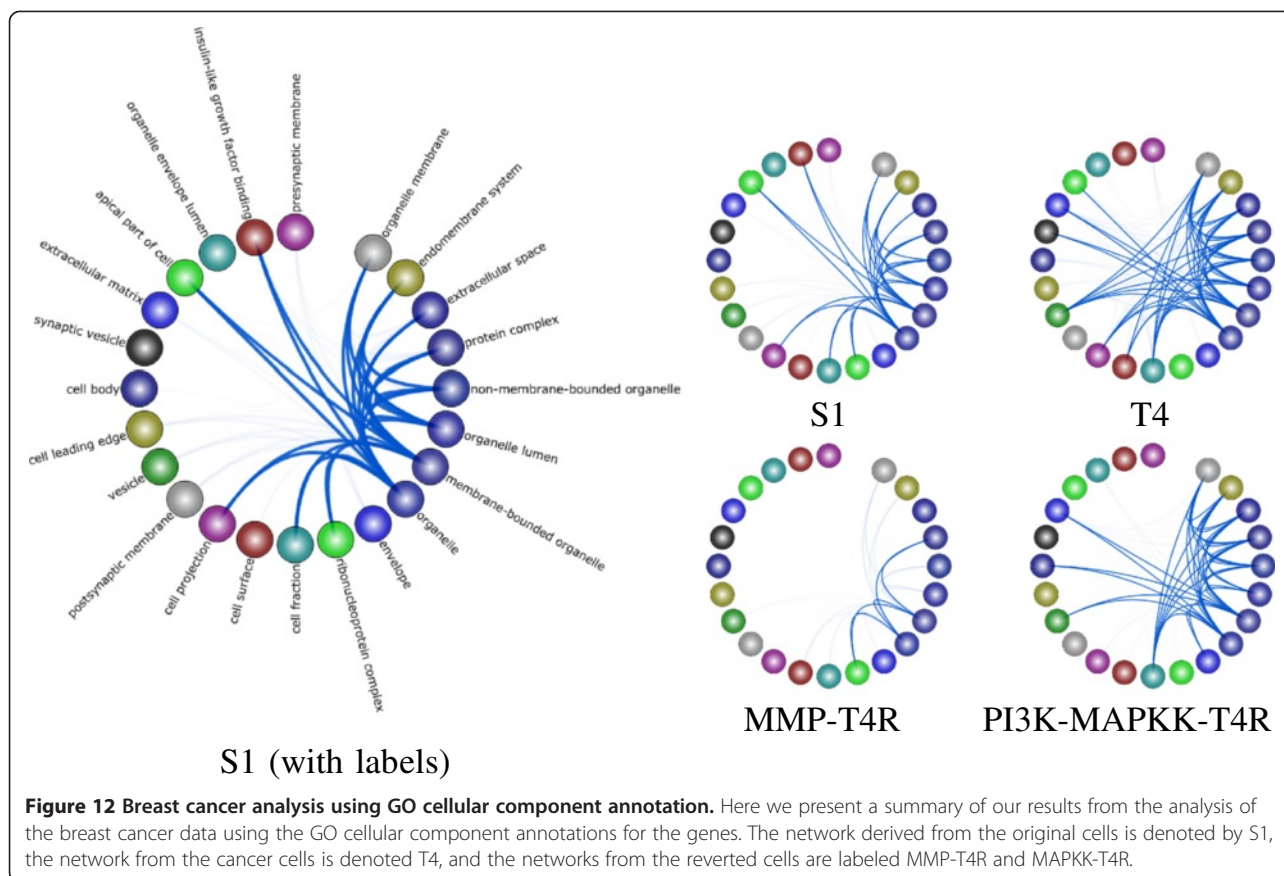 insulin-like growth factor binding
presynaptic membrane
organelle envelope lumen
organelle membrane
apical part of cell
endomembrane system
extracellular matrix
extracellular space
synaptic vesicle
protein complex
cell body
non-membrane-bounded organelle
cell leading edge
organelle lumen
vesicle
membrane-bounded organelle
postsynaptic membrane
organelle
cell projection
envelope
cell surface
cell fraction
ribonucleoprotein complex
S1 (with labels)
S1
T4
MMP-T4R
PI3K-MAPKK-T4R
Figure 12 Breast cancer analysis using GO cellular component annotation. Here we present a summary of our results from the analysis of
the breast cancer data using the GO cellular component annotations for the genes. The network derived from the original cells is denoted by S1,
the network from the cancer cells is denoted T4, and the networks from the reverted cells are labeled MMP-T4R and MAPKK-T4R.